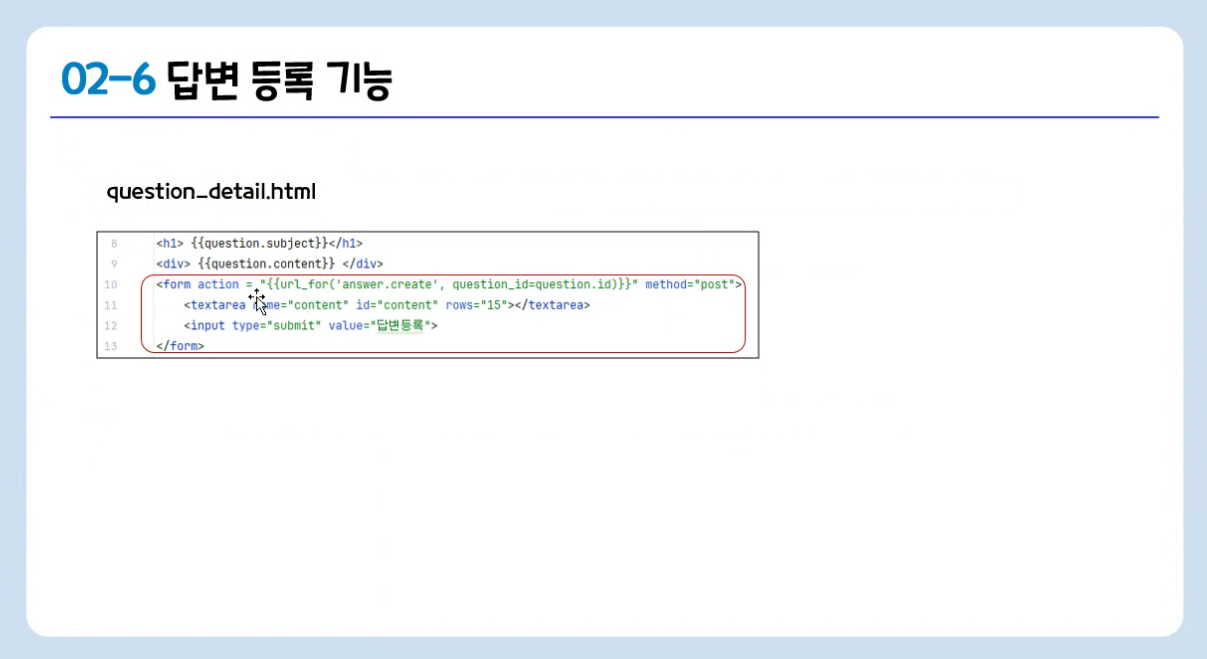 02-6 답변 등록 기능
question_detail.html
8 <h1> {{question.subject}}</h1>
9 <div> {{question.content}} </div>
10 <form action = "{{url_for('answer.create', question_id=question.id)}}" method="post">
11 <textarea me="content" id="content" rows="15"></textarea>
12 <input type="submit" value="답변등록">
13 </form>